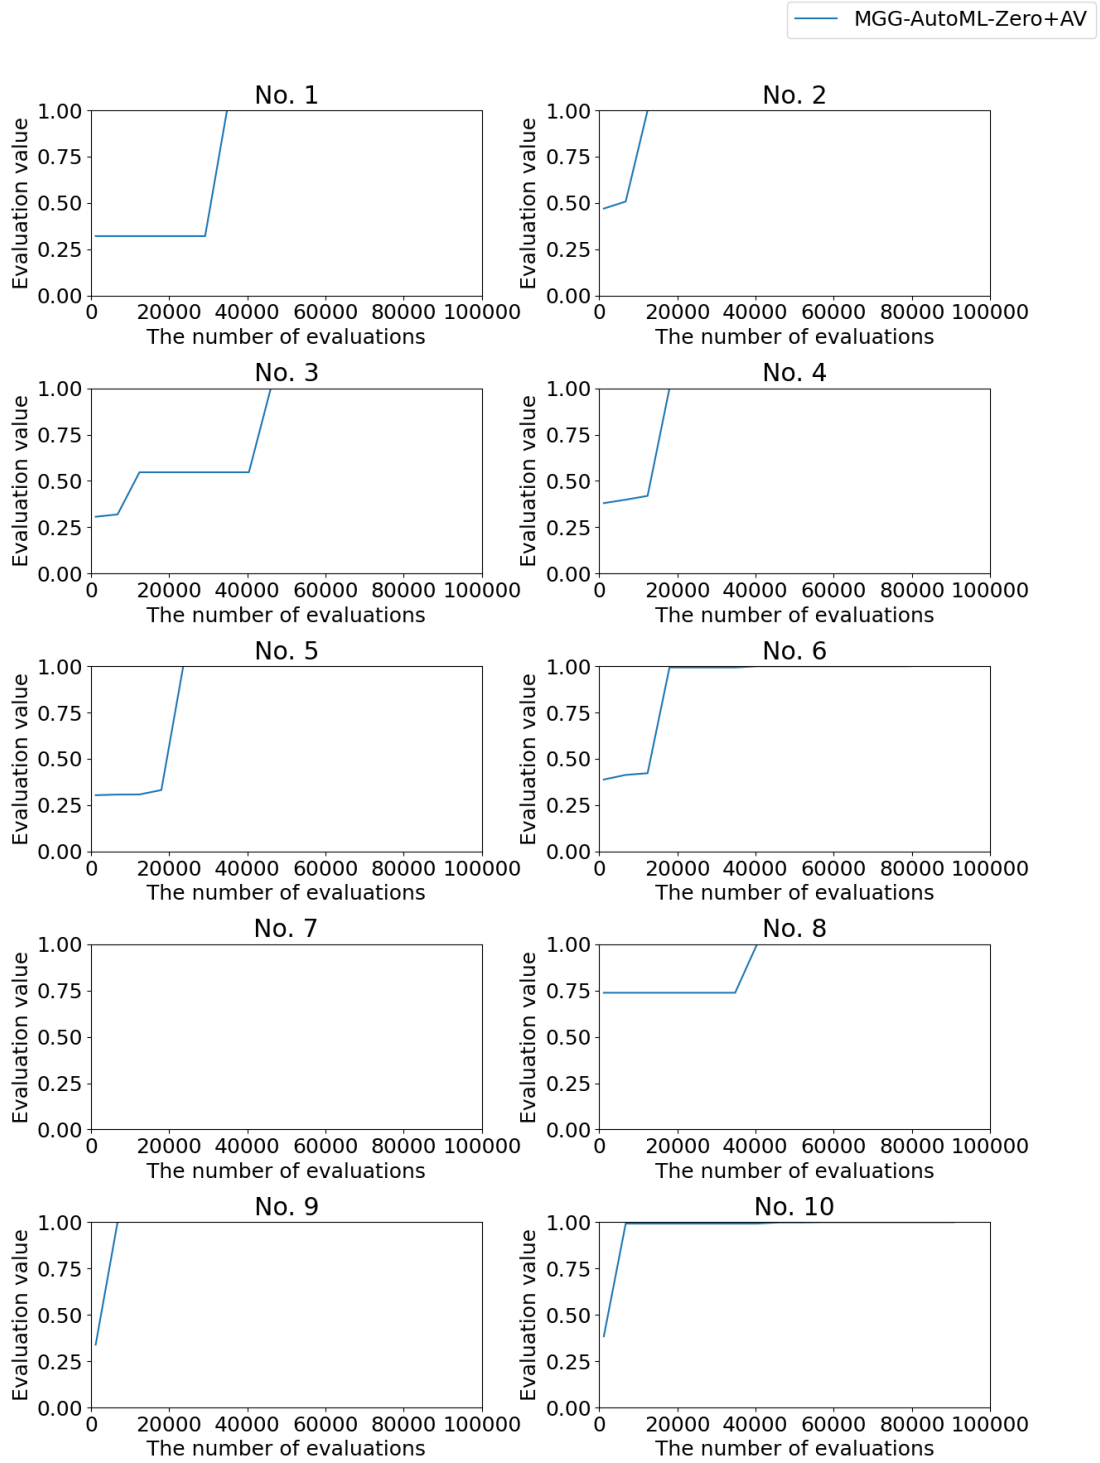 MGG-AutoML-Zero+AV
No. 1
1.00
0.75
0.50
0.25
0.00
Evaluation value
0 20000 40000 60000 80000 100000
The number of evaluations
No. 2
1.00
0.75
0.50
0.25
0.00
Evaluation value
0 20000 40000 60000 80000 100000
The number of evaluations
No. 3
1.00
0.75
0.50
0.25
0.00
Evaluation value
0 20000 40000 60000 80000 100000
The number of evaluations
No. 4
1.00
0.75
0.50
0.25
0.00
Evaluation value
0 20000 40000 60000 80000 100000
The number of evaluations
No. 5
1.00
0.75
0.50
0.25
0.00
Evaluation value
0 20000 40000 60000 80000 100000
The number of evaluations
No. 6
1.00
0.75
0.50
0.25
0.00
Evaluation value
0 20000 40000 60000 80000 100000
The number of evaluations
No. 7
1.00
0.75
0.50
0.25
0.00
Evaluation value
0 20000 40000 60000 80000 100000
The number of evaluations
No. 8
1.00
0.75
0.50
0.25
0.00
Evaluation value
0 20000 40000 60000 80000 100000
The number of evaluations
No. 9
1.00
0.75
0.50
0.25
0.00
Evaluation value
0 20000 40000 60000 80000 100000
The number of evaluations
No. 10
1.00
0.75
0.50
0.25
0.00
Evaluation value
0 20000 40000 60000 80000 100000
The number of evaluations